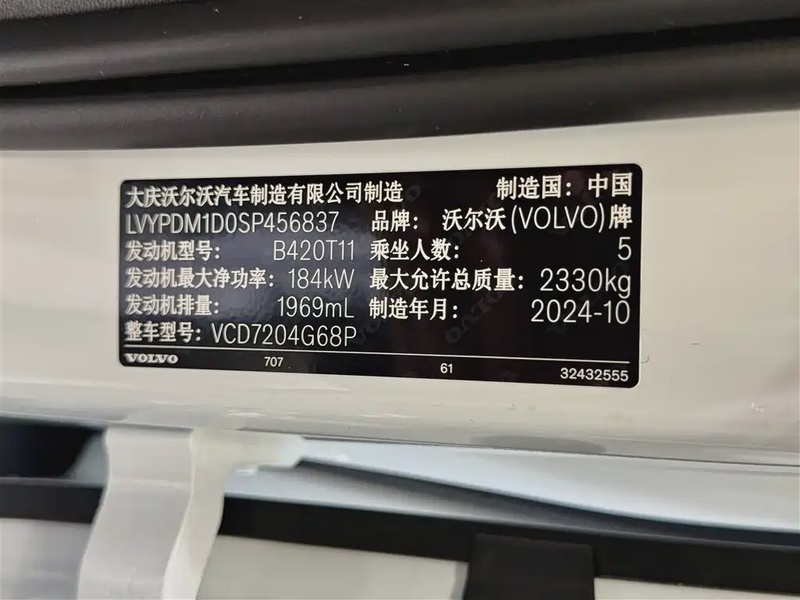 大庆沃尔沃汽车制造有限公司制造 制造国：中国
LVYPDM1D0SP456837 品牌：沃尔沃(VOLVO)牌
发动机型号：B420T11 乘坐人数：5
发动机最大净功率：184kW 最大允许总质量：2330kg
发动机排量：1969mL 制造年月：2024-10
整车型号：VCD7204G68P
VOLVO 707 61 32432555